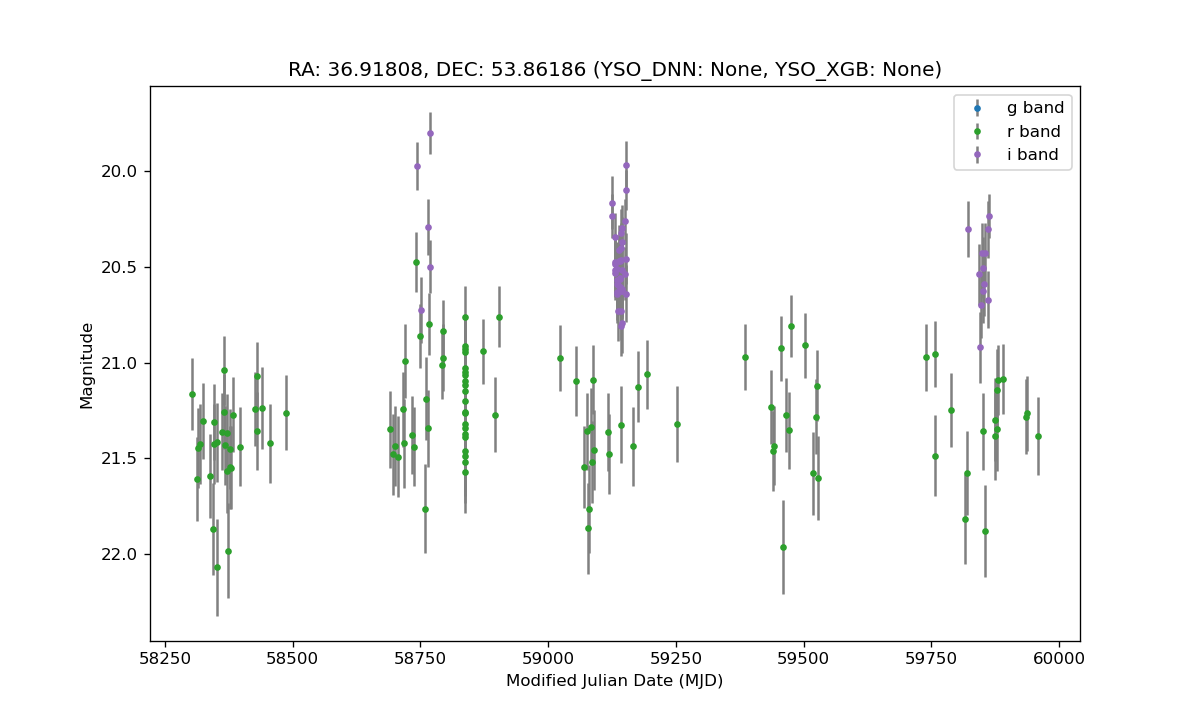 RA: 36.91808, DEC: 53.86186 (YSO_DNN: None, YSO_XGB: None)
g band
r band
i band
20.0
20.5
21.0
21.5
22.0
Magnitude
58250 58500 58750 59000 59250 59500 59750 60000
Modified Julian Date (MJD)